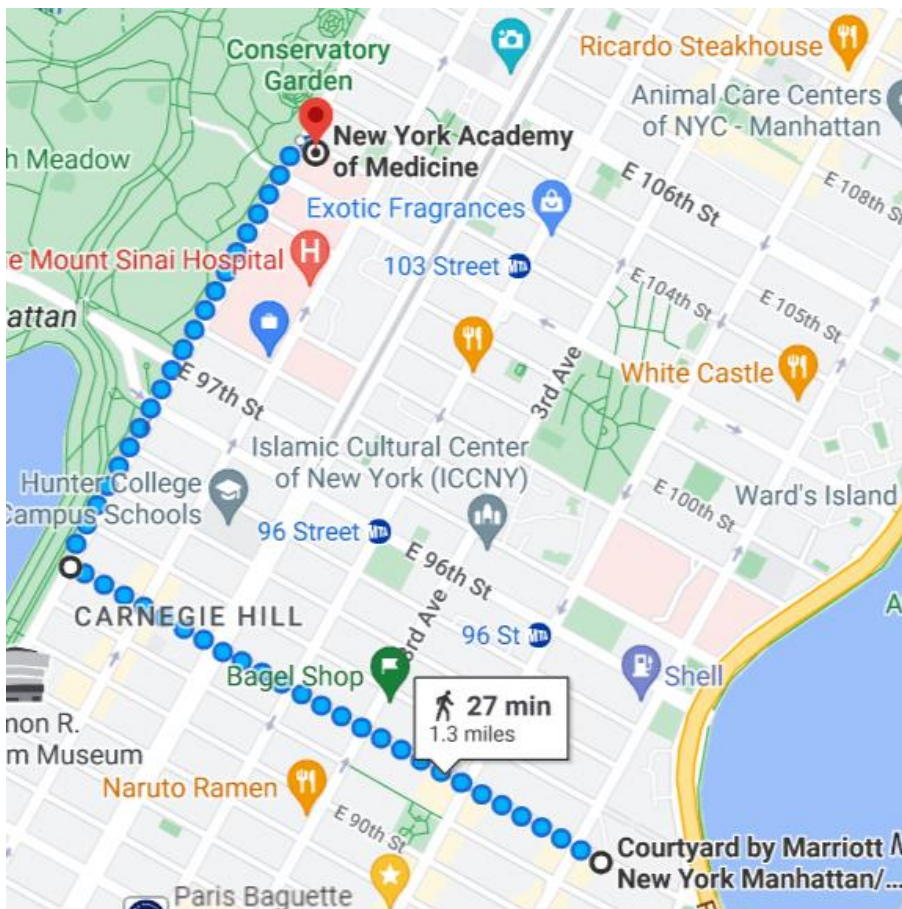 Conservatory
Garden
Ricardo Steakhouse
Animal Care Centers
of NYC - Manhattan
New York Academy
of Medicine
h Meadow
E 106th St
E 108th St
Exotic Fragrances
e Mount Sinai Hospital
H
103 Street
MTA
E 104th St
E 105th St
attan
3rd Ave
White Castle
E 97th St
Islamic Cultural Center
of New York (ICCNY)
Hunter College
Campus Schools
E 100th St
Ward's Island
96 Street
MTA
E 96th St
A
CARNEGIE HILL
3rd Ave
96 St
MTA
Bagel Shop
Shell
27 min
1.3 miles
mon R.
m Museum
Naruto Ramen
E 90th St
Courtyard by Marriott
New York Manhattan/...
Paris Baguette